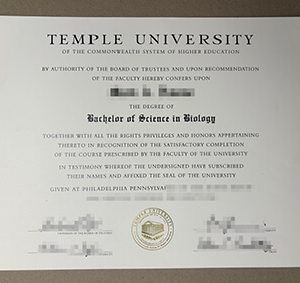 TEMPLE UNIVERSITY
OF THE COMMONWEALTH SYSTEM OF HIGHER EDUCATION
BY AUTHORITY OF THE BOARD OF TRUSTEES AND UPON RECOMMENDATION
OF THE FACULTY HEREBY CONFERS UPON
THE DEGREE OF
Bachelor of Science in Biology
TOGETHER WITH ALL THE RIGHTS PRIVILEGES AND HONORS APPERTAINING
THERETO IN RECOGNITION OF THE SATISFACTORY COMPLETION
OF THE COURSE PRESCRIBED BY THE FACULTY OF THE UNIVERSITY
IN TESTIMONY WHEREOF THE UNDERSIGNED HAVE SUBSCRIBED
THEIR NAMES AND AFFIXED THE SEAL OF THE UNIVERSITY
GIVEN AT PHILADELPHIA PENNSYLVA
TEMPLE UNIVERSITY